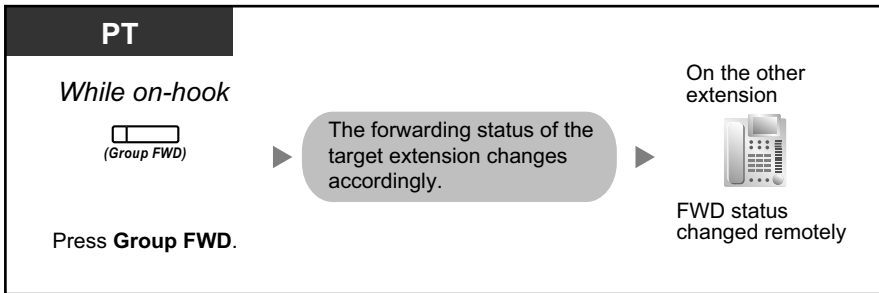 PT
While on-hook
(Group FWD)
Press Group FWD.
The forwarding status of the
target extension changes
accordingly.
On the other
extension
FWD status
changed remotely